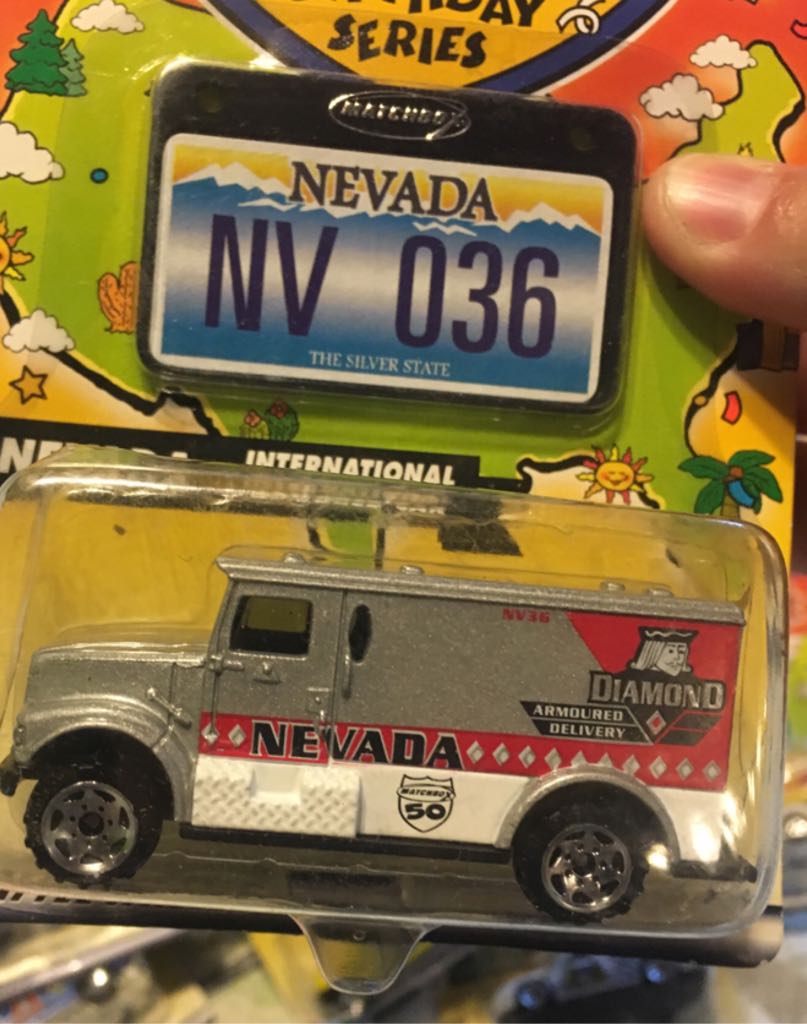 SERIES
MATCHBOX
NEVADA
NV 036
THE SILVER STATE
INTERNATIONAL
NV36
DIAMOND
ARMOURED
DELIVERY
NEVADA
MATCHBOX
50